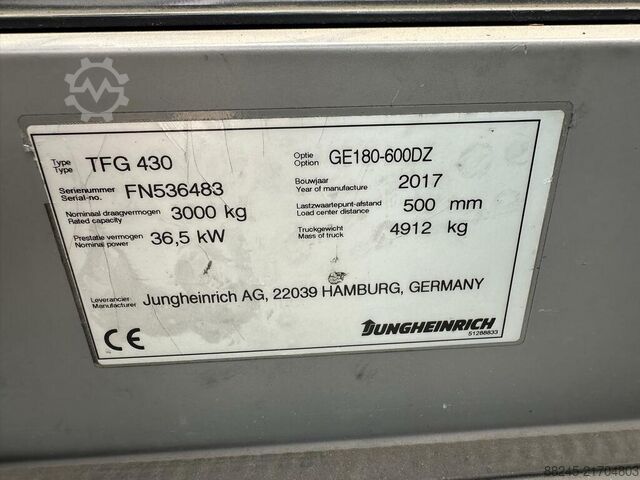 Type TFG 430 Optie GE180-600DZ
Type Option
Serienummer FN536483 Bouwjaar 2017
Serial-no. Year of manufacture
Nominaal draagvermogen 3000 kg Lastzwaartepunt-afstand 500 mm
Rated capacity Load center distance
Prestatie vermogen 36,5 kW Truckgewicht 4912 kg
Nominal power Mass of truck
Leverancier Jungheinrich AG, 22039 HAMBURG, GERMANY
Manufacturer
CE JUNGHEINRICH
51288833
88245-21704803